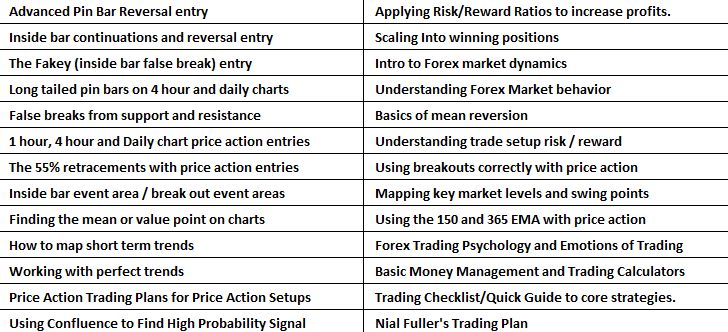 Advanced Pin Bar Reversal entry
Applying Risk/Reward Ratios to increase profits.
Inside bar continuations and reversal entry
Scaling Into winning positions
The Fakey (inside bar false break) entry
Intro to Forex market dynamics
Long tailed pin bars on 4 hour and daily charts
Understanding Forex Market behavior
False breaks from support and resistance
Basics of mean reversion
1 hour, 4 hour and Daily chart price action entries
Understanding trade setup risk / reward
The 55% retracements with price action entries
Using breakouts correctly with price action
Inside bar event area / break out event areas
Mapping key market levels and swing points
Finding the mean or value point on charts
Using the 150 and 365 EMA with price action
How to map short term trends
Forex Trading Psychology and Emotions of Trading
Working with perfect trends
Basic Money Management and Trading Calculators
Price Action Trading Plans for Price Action Setups
Trading Checklist/Quick Guide to core strategies.
Using Confluence to Find High Probability Signal
Nial Fuller's Trading Plan